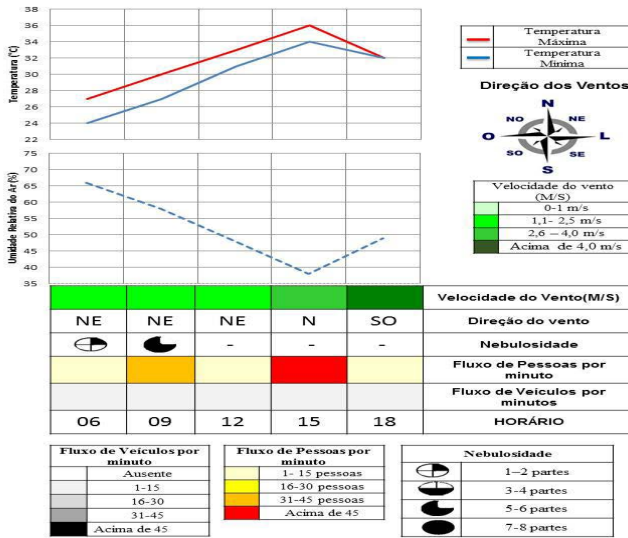 Temperatura (°C)
38
36
34
32
30
28
26
24
22
Temperatura
Máxima
Temperatura
Minima
Direção dos Ventos
N
NO NE
O L
SO SE
S
Umidade Relativa do Ar(%)
75
70
65
60
55
50
45
40
35
Velocidade do vento
(M/S)
0-1 m/s
1,1- 2,5 m/s
2,6 – 4,0 m/s
Acima de 4,0 m/s
Velocidade do Vento(M/S)
NE NE NE N SO Direção do vento
- - - Nebulosidade
Fluxo de Pessoas por
minuto
Fluxo de Veículos por
minutos
06 09 12 15 18 HORÁRIO
Fluxo de Veículos por
minuto
Ausente
1-15
16-30
31-45
Acima de 45
Fluxo de Pessoas por
minuto
1- 15 pessoas
16-30 pessoas
31-45 pessoas
Acima de 45
Nebulosidade
1–2 partes
3-4 partes
5-6 partes
7-8 partes